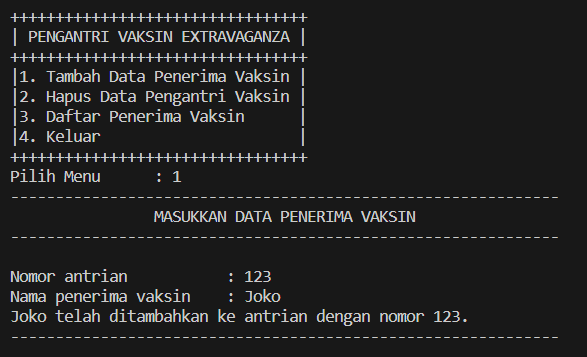 +++++++++++++++++++++++++++++++++
| PENGANTRI VAKSIN EXTRAVAGANZA |
+++++++++++++++++++++++++++++++++
|1. Tambah Data Penerima Vaksin |
|2. Hapus Data Pengantri Vaksin |
|3. Daftar Penerima Vaksin      |
|4. Keluar                      |
+++++++++++++++++++++++++++++++++
Pilih Menu      : 1
-------------------------------------------------------------
                MASUKKAN DATA PENERIMA VAKSIN
-------------------------------------------------------------
Nomor antrian           : 123
Nama penerima vaksin    : Joko
Joko telah ditambahkan ke antrian dengan nomor 123.
-------------------------------------------------------------